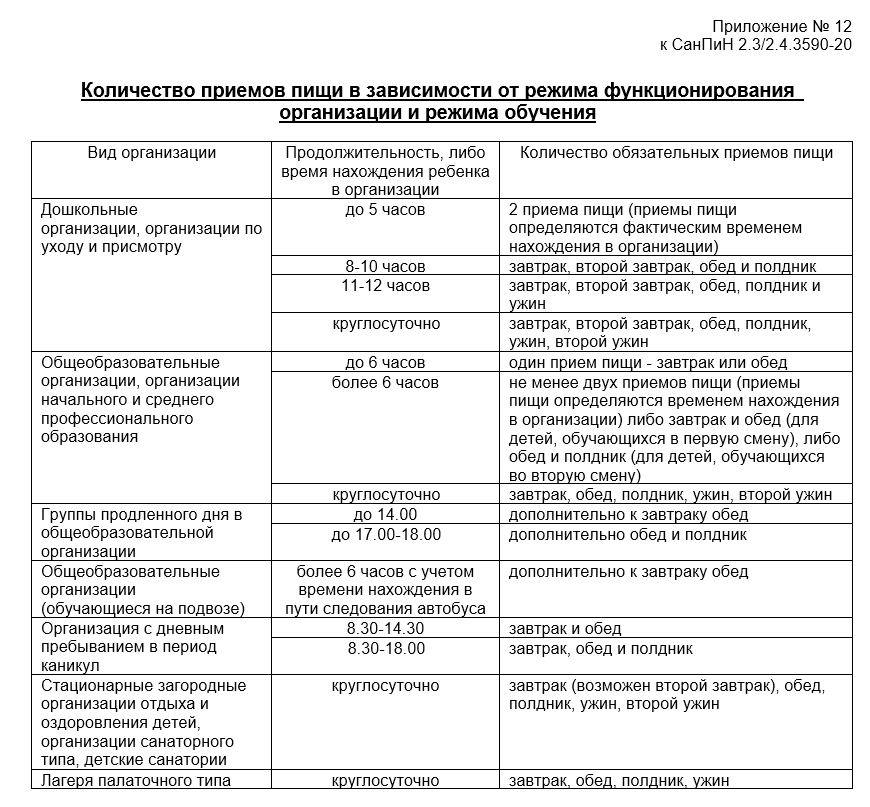 Приложение № 12
к СанПиН 2.3/2.4.3590-20
Количество приемов пищи в зависимости от режима функционирования
организации и режима обучения
Вид организации
Продолжительность, либо
время нахождения ребенка
в организации
Количество обязательных приемов пищи
Дошкольные
организации, организации по
уходу и присмотру
до 5 часов
2 приема пищи (приемы пищи
определяются фактическим временем
нахождения в организации)
8-10 часов
завтрак, второй завтрак, обед и полдник
11-12 часов
завтрак, второй завтрак, обед, полдник и
ужин
круглосуточно
завтрак, второй завтрак, обед, полдник,
ужин, второй ужин
Общеобразовательные
организации, организации
начального и среднего
профессионального
образования
до 6 часов
один прием пищи - завтрак или обед
более 6 часов
не менее двух приемов пищи (приемы
пищи определяются временем нахождения
в организации) либо завтрак и обед (для
детей, обучающихся в первую смену), либо
обед и полдник (для детей, обучающихся
во вторую смену)
круглосуточно
завтрак, обед, полдник, ужин, второй ужин
Группы продленного дня в
общеобразовательной
организации
до 14.00
дополнительно к завтраку обед
до 17.00-18.00
дополнительно обед и полдник
Общеобразовательные
организации
(обучающиеся на подвозе)
более 6 часов с учетом
времени нахождения в
пути следования автобуса
дополнительно к завтраку обед
Организация с дневным
пребыванием в период
каникул
8.30-14.30
завтрак и обед
8.30-18.00
завтрак, обед и полдник
Стационарные загородные
организации отдыха и
оздоровления детей,
организации санаторного
типа, детские санатории
круглосуточно
завтрак (возможен второй завтрак), обед,
полдник, ужин, второй ужин
Лагеря палаточного типа
круглосуточно
завтрак, обед, полдник, ужин